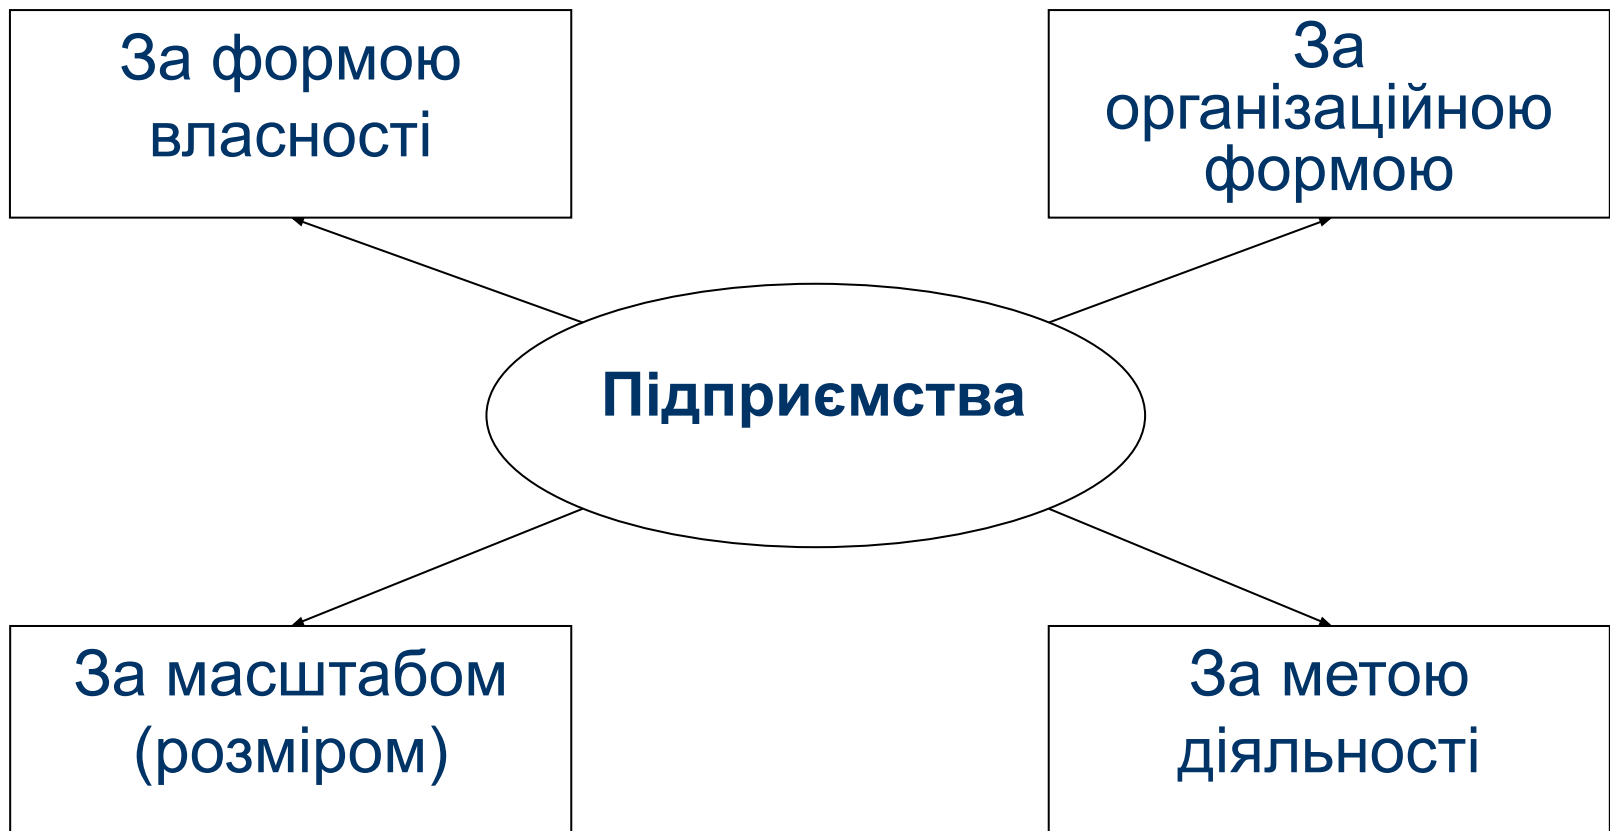 За формою
власності
За
організаційною
формою
Підприємства
За масштабом
(розміром)
За метою
діяльності